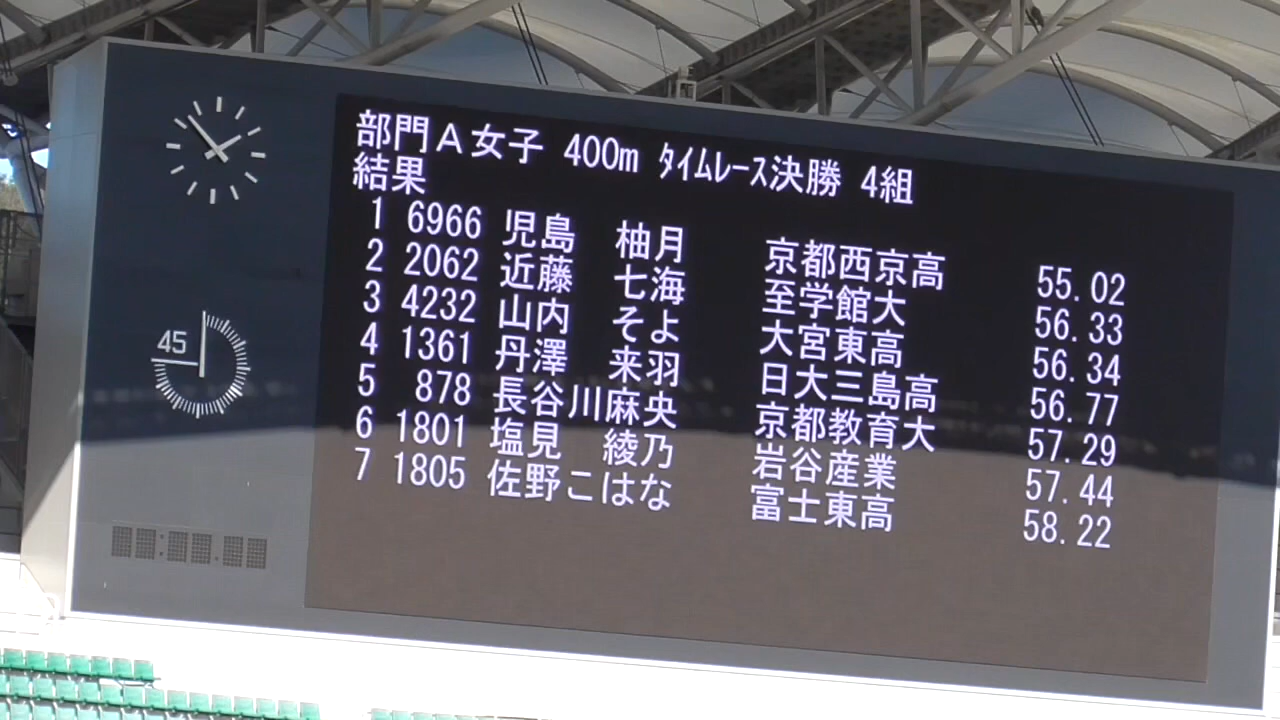 部門A女子 400m ﾀｲﾑﾚｰｽ決勝 4組
結果
1 6966 児島 柚月 京都西京高 55.02
2 2062 近藤 七海 至学館大 56.33
3 4232 山内 そよ 大宮東高 56.34
4 1361 丹澤 来羽 日大三島高 56.77
5 878 長谷川麻央 京都教育大 57.29
6 1801 塩見 綾乃 岩谷産業 57.44
7 1805 佐野こはな 富士東高 58.22
45